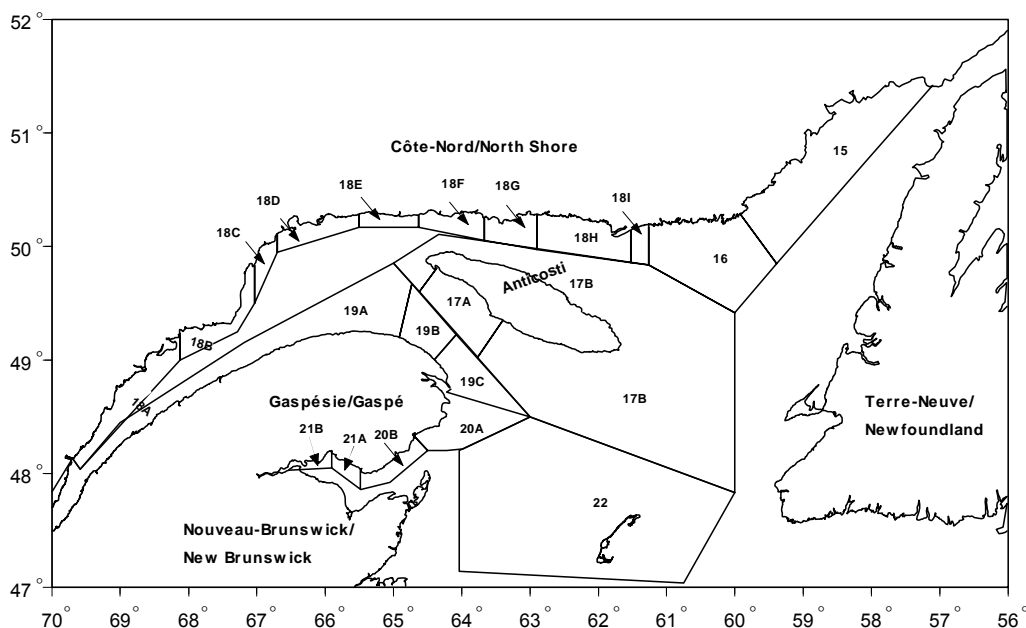 52°
51°
50°
49°
48°
47°
Côte-Nord/North Shore
15
18E
18F
18G
18I
18D
18C
18H
16
Anticosti
17B
17A
19A
18B
19B
18A
19C
17B
Gaspésie/Gaspé
Terre-Neuve/
Newfoundland
21B
21A
20B
20A
22
Nouveau-Brunswick/
New Brunswick
70° 69° 68° 67° 66° 65° 64° 63° 62° 61° 60° 59° 58° 57° 56°